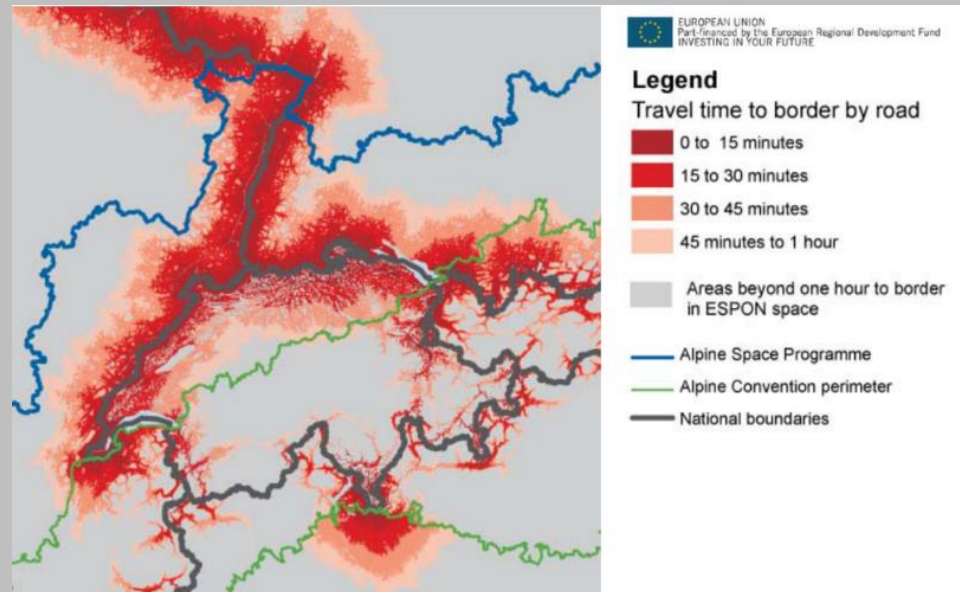 EUROPEAN UNION
Part-financed by the European Regional Development Fund
INVESTING IN YOUR FUTURE
Legend
Travel time to border by road
0 to 15 minutes
15 to 30 minutes
30 to 45 minutes
45 minutes to 1 hour
Areas beyond one hour to border
in ESPON space
Alpine Space Programme
Alpine Convention perimeter
National boundaries